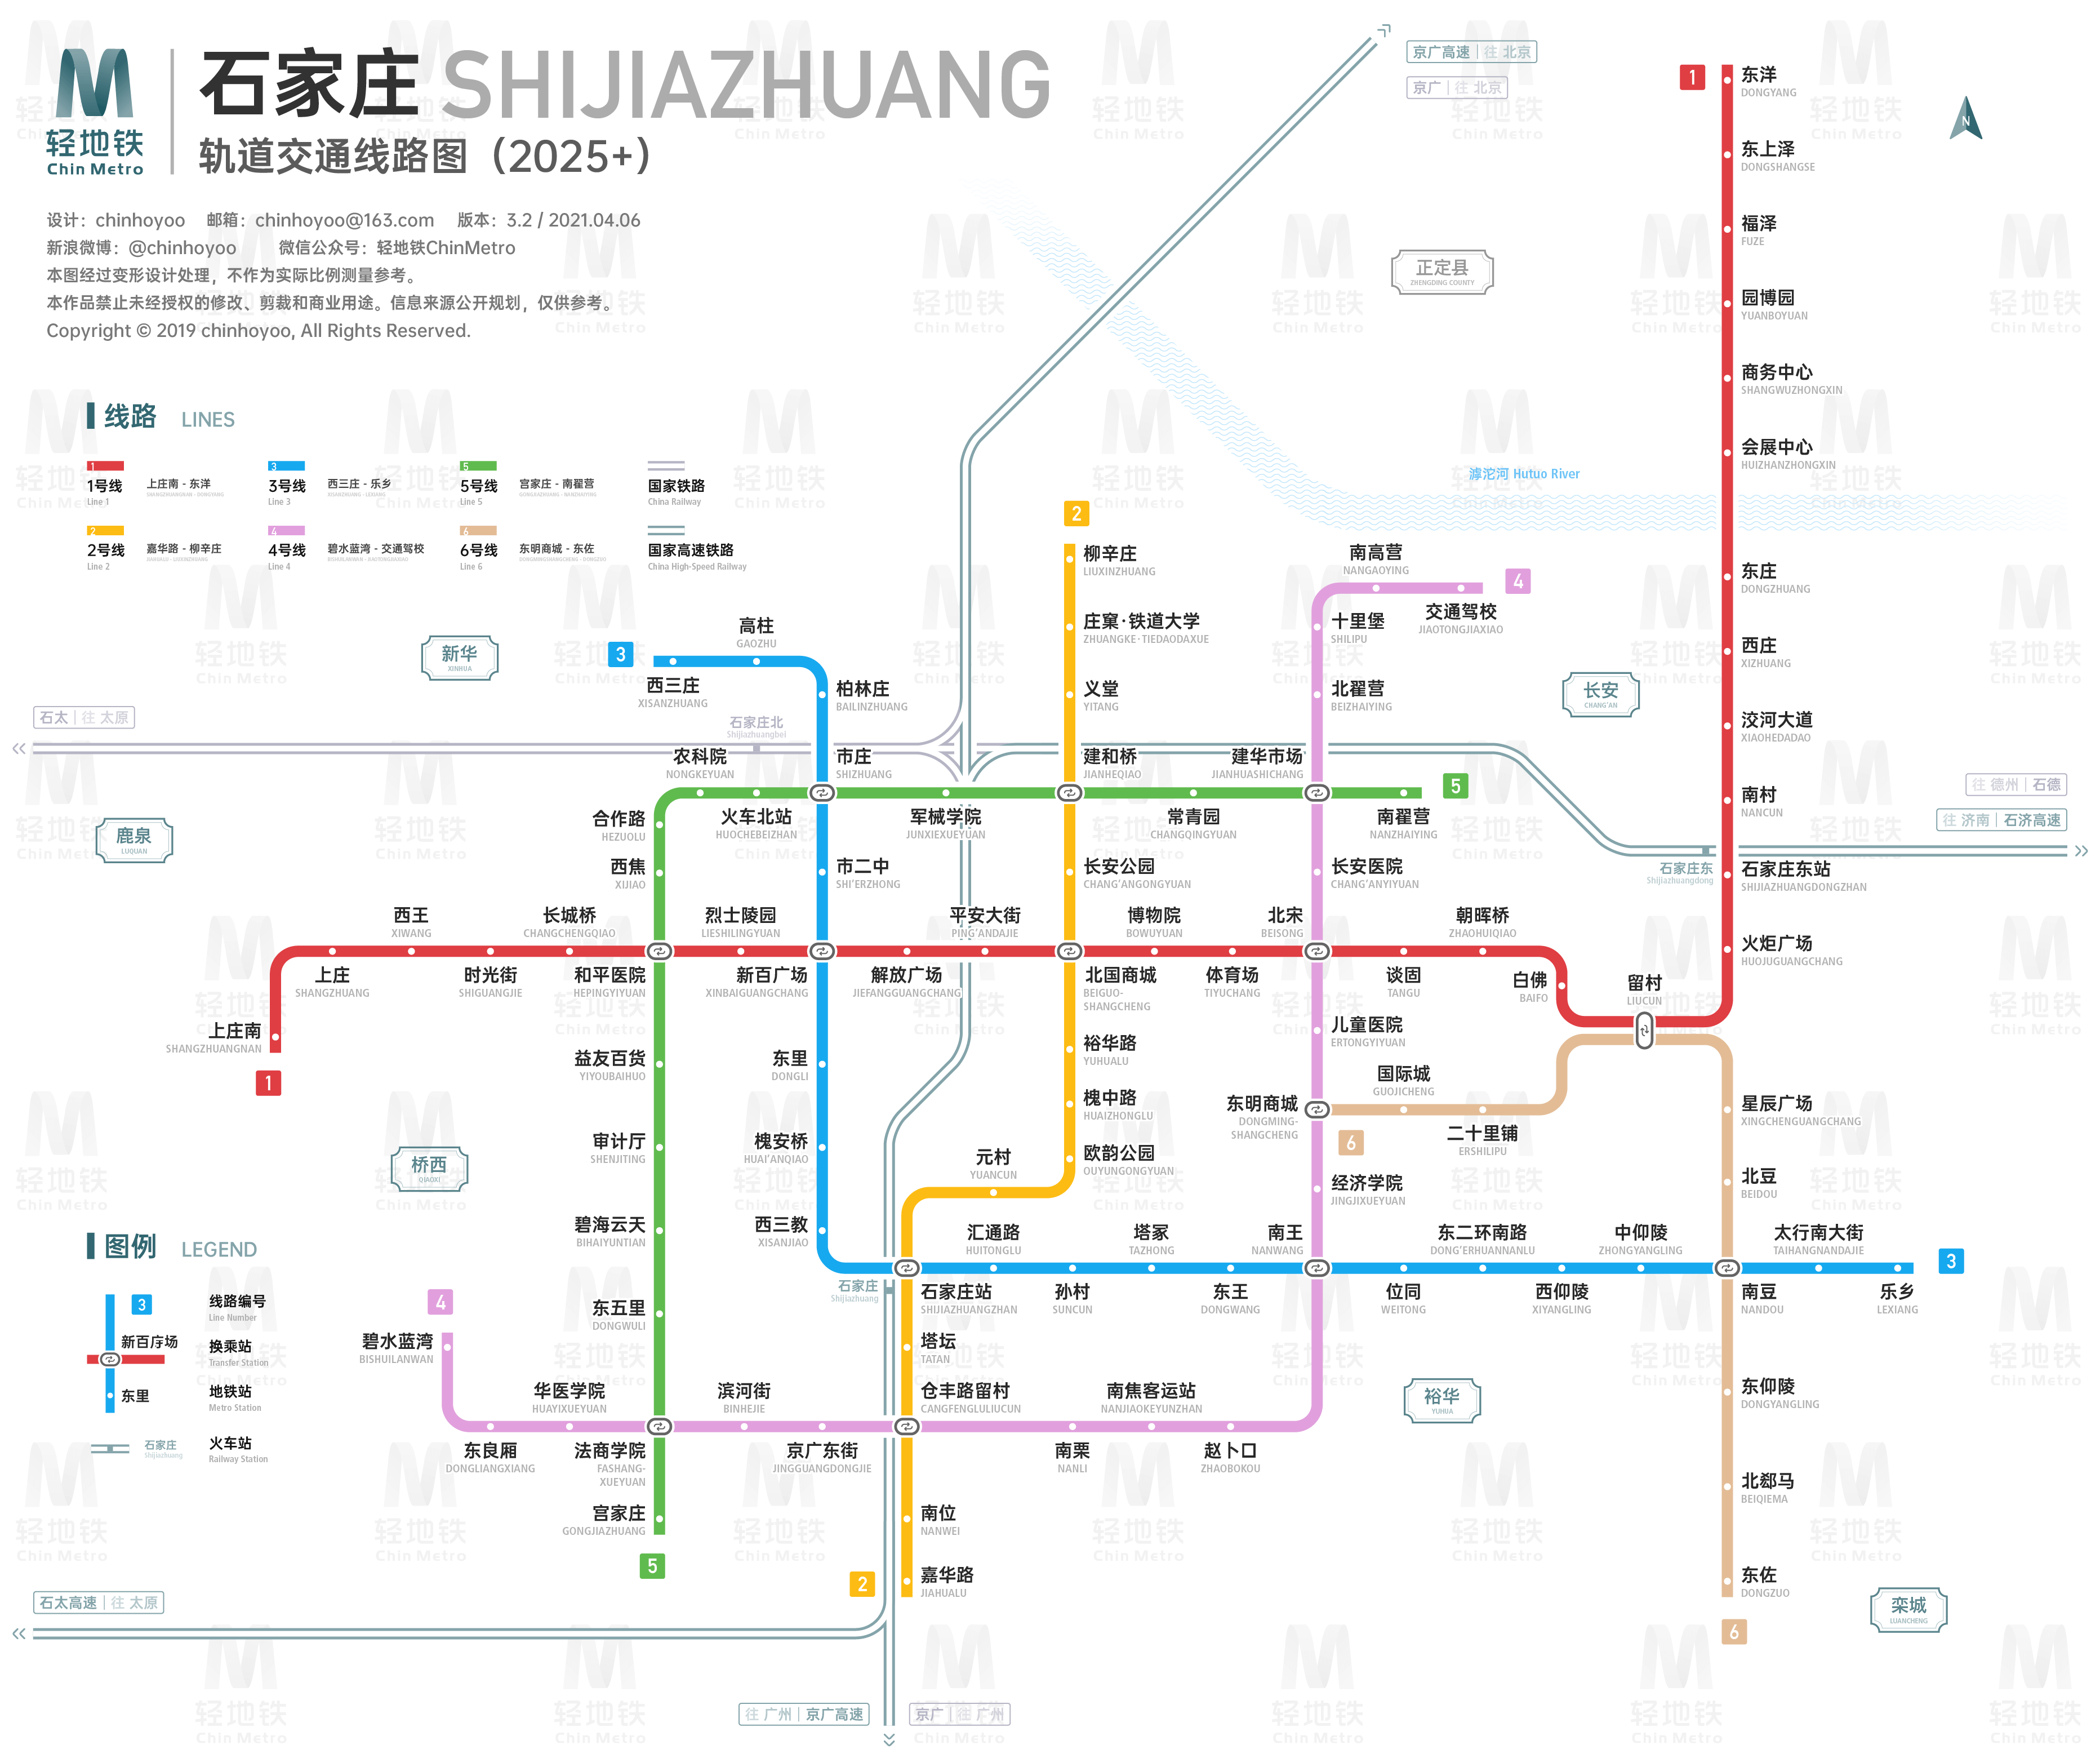 石家庄 SHIJIAZHUANG
轨道交通线路图（2025+）
轻地铁
Chin Metro
设计：chinhoyoo 邮箱：chinhoyoo@163.com 版本：3.2 / 2021.04.06
新浪微博：@chinhoyoo 微信公众号：轻地铁ChinMetro
本图经过变形设计处理，不作为实际比例测量参考。
本作品禁止未经授权的修改、剪裁和商业用途。信息来源公开规划，仅供参考。
Copyright © 2019 chinhoyoo, All Rights Reserved.
线路 LINES
1
1号线
Line 1
上庄南 - 东洋
SHANGZHUANGNAN - DONGYANG
3
3号线
Line 3
西三庄 - 乐乡
XISANZHUANG - LEXIANG
5
5号线
Line 5
宫家庄 - 南翟营
GONGJIAZHUANG - NANZHAIYING
国家铁路
China Railway
2
2号线
Line 2
嘉华路 - 柳辛庄
JIAHUALU - LIUXINZHUANG
4
4号线
Line 4
碧水蓝湾 - 交通驾校
BISHUILANWAN - JIAOTONGJIAXIAO
6
6号线
Line 6
东明商城 - 东佐
DONGMINGSHANGCHENG - DONGZUO
国家高速铁路
China High-Speed Railway
京广高速｜往 北京
京广｜往 北京
N
正定县
ZHENGDING COUNTY
滹沱河 Hutuo River
新华
XINHUA
长安
CHANG'AN
鹿泉
LUQUAN
桥西
QIAOXI
裕华
YUHUA
栾城
LUANCHENG
石太｜往 太原
石家庄北
Shijiazhuangbei
往 德州｜石德
往 济南｜石济高速
石家庄东
Shijiazhuangdong
石家庄
Shijiazhuang
石太高速｜往 太原
往 广州｜京广高速
京广｜往 广州
1
东洋
DONGYANG
东上泽
DONGSHANGSE
福泽
FUZE
园博园
YUANBOYUAN
商务中心
SHANGWUZHONGXIN
会展中心
HUIZHANZHONGXIN
东庄
DONGZHUANG
西庄
XIZHUANG
洨河大道
XIAOHEDADAO
南村
NANCUN
石家庄东站
SHIJIAZHUANGDONGZHAN
火炬广场
HUOJUGUANGCHANG
留村
LIUCUN
白佛
BAIFO
朝晖桥
ZHAOHUIQIAO
谈固
TANGU
北宋
BEISONG
体育场
TIYUCHANG
博物院
BOWUYUAN
北国商城
BEIGUO-
SHANGCHENG
平安大街
PING'ANDAJIE
解放广场
JIEFANGGUANGCHANG
新百广场
XINBAIGUANGCHANG
烈士陵园
LIESHILINGYUAN
和平医院
HEPINGYIYUAN
长城桥
CHANGCHENGQIAO
时光街
SHIGUANGJIE
西王
XIWANG
上庄
SHANGZHUANG
上庄南
SHANGZHUANGNAN
1
2
柳辛庄
LIUXINZHUANG
庄窠·铁道大学
ZHUANGKE·TIEDAODAXUE
义堂
YITANG
建和桥
JIANHEQIAO
长安公园
CHANG'ANGONGYUAN
裕华路
YUHUALU
槐中路
HUAIZHONGLU
欧韵公园
OUYUNGONGYUAN
元村
YUANCUN
石家庄站
SHIJIAZHUANGZHAN
塔坛
TATAN
仓丰路留村
CANGFENGLULIUCUN
南位
NANWEI
嘉华路
JIAHUALU
2
3
西三庄
XISANZHUANG
高柱
GAOZHU
柏林庄
BAILINZHUANG
市庄
SHIZHUANG
市二中
SHI'ERZHONG
东里
DONGLI
槐安桥
HUAI'ANQIAO
西三教
XISANJIAO
汇通路
HUITONGLU
孙村
SUNCUN
塔冢
TAZHONG
东王
DONGWANG
南王
NANWANG
位同
WEITONG
东二环南路
DONG'ERHUANNANLU
西仰陵
XIYANGLING
中仰陵
ZHONGYANGLING
南豆
NANDOU
太行南大街
TAIHANGNANDAJIE
乐乡
LEXIANG
3
4
交通驾校
JIAOTONGJIAXIAO
南高营
NANGAOYING
十里堡
SHILIPU
北翟营
BEIZHAIYING
建华市场
JIANHUASHICHANG
长安医院
CHANG'ANYIYUAN
儿童医院
ERTONGYIYUAN
东明商城
DONGMING-
SHANGCHENG
经济学院
JINGJIXUEYUAN
赵卜口
ZHAOBOKOU
南焦客运站
NANJIAOKEYUNZHAN
南栗
NANLI
京广东街
JINGGUANGDONGJIE
滨河街
BINHEJIE
法商学院
FASHANG-
XUEYUAN
华医学院
HUAYIXUEYUAN
东良厢
DONGLIANGXIANG
碧水蓝湾
BISHUILANWAN
4
5
南翟营
NANZHAIYING
常青园
CHANGQINGYUAN
军械学院
JUNXIEXUEYUAN
火车北站
HUOCHEBEIZHAN
农科院
NONGKEYUAN
合作路
HEZUOLU
西焦
XIJIAO
益友百货
YIYOUBAIHUO
审计厅
SHENJITING
碧海云天
BIHAIYUNTIAN
东五里
DONGWULI
宫家庄
GONGJIAZHUANG
5
6
国际城
GUOJICHENG
二十里铺
ERSHILIPU
星辰广场
XINGCHENGUANGCHANG
北豆
BEIDOU
东仰陵
DONGYANGLING
北郄马
BEIQIEMA
东佐
DONGZUO
6
图例 LEGEND
3
线路编号
Line Number
新百广场
换乘站
Transfer Station
东里
地铁站
Metro Station
石家庄
Shijiazhuang
火车站
Railway Station